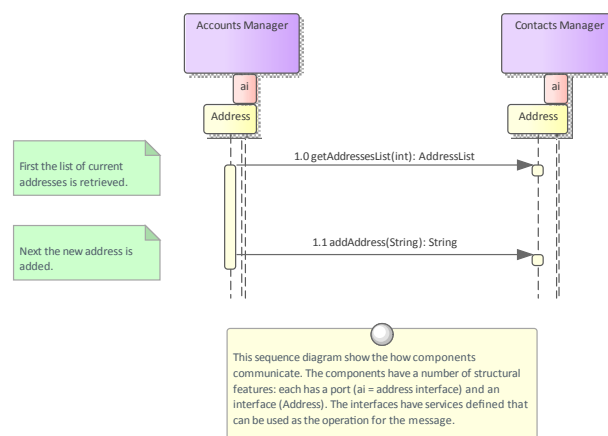 Accounts Manager
Contacts Manager
ai
ai
Address
Address
First the list of current
addresses is retrieved.
1.0 getAddressesList(int): AddressList
Next the new address is
added.
1.1 addAddress(String): String
This sequence diagram show the how components
communicate. The components have a number of structural
features: each has a port (ai = address interface) and an
interface (Address). The interfaces have services defined that
can be used as the operation for the message.